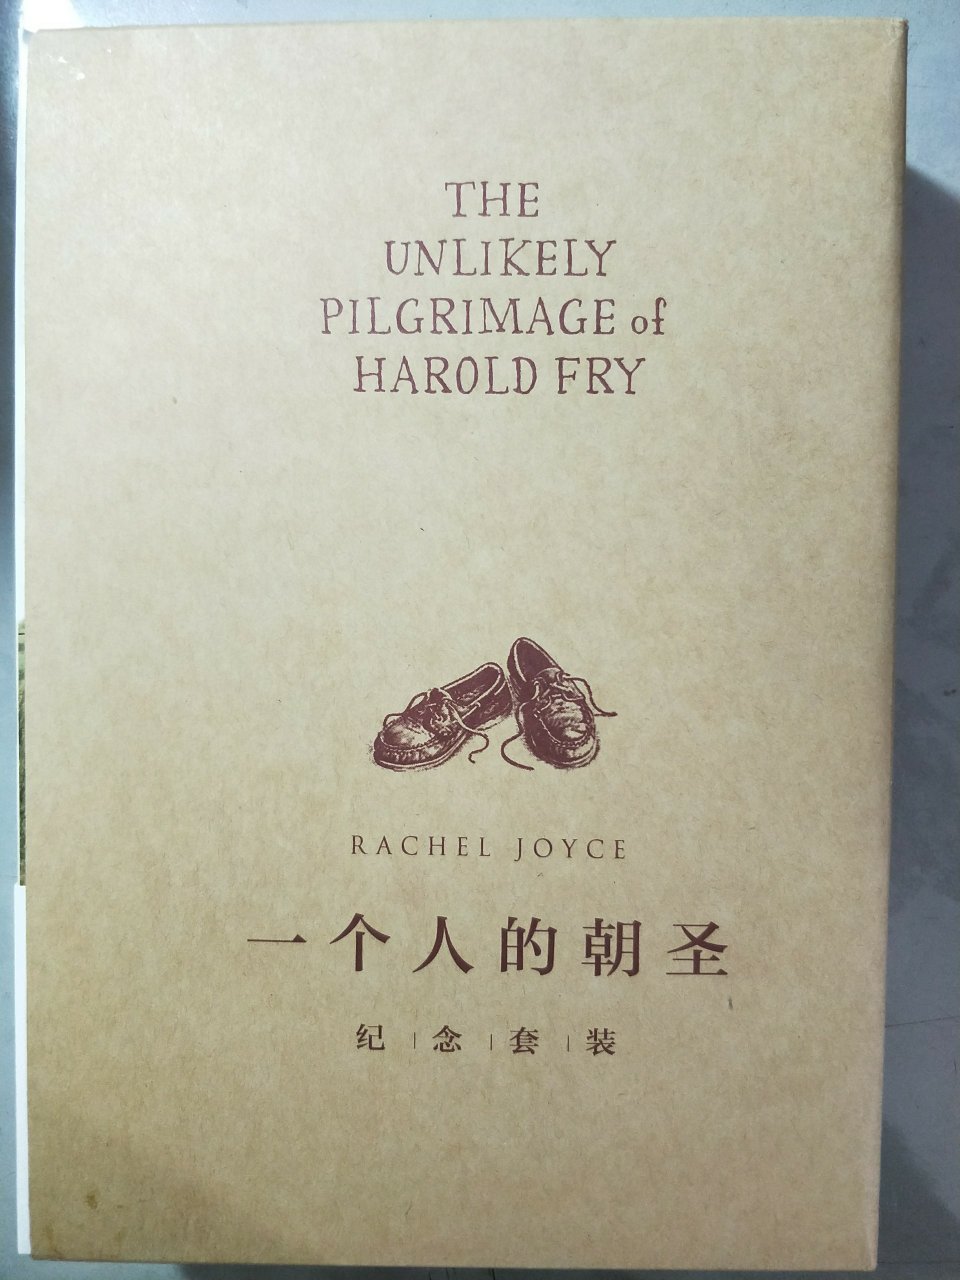 THE
UNLIKELY
PILGRIMAGE of
HAROLD FRY
RACHEL JOYCE
一个人的朝圣
纪|念|套|装